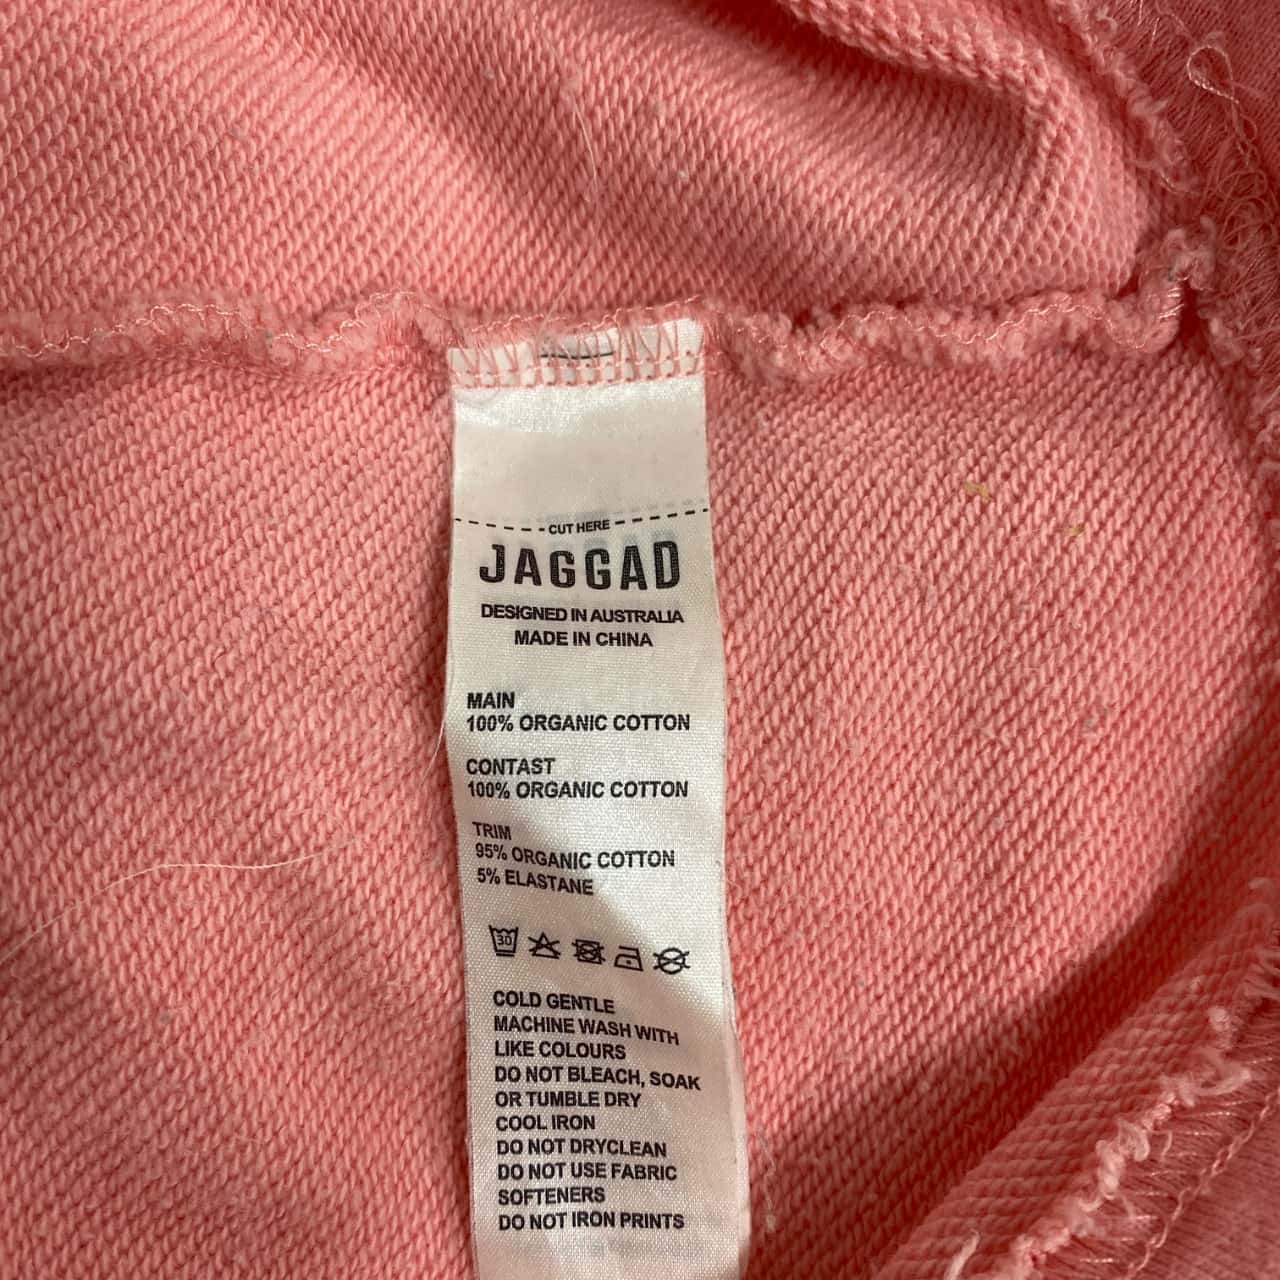 CUT HERE
JAGGAD
DESIGNED IN AUSTRALIA
MADE IN CHINA
MAIN
100% ORGANIC COTTON
CONTAST
100% ORGANIC COTTON
TRIM
95% ORGANIC COTTON
5% ELASTANE
30
COLD GENTLE
MACHINE WASH WITH
LIKE COLOURS
DO NOT BLEACH, SOAK
OR TUMBLE DRY
COOL IRON
DO NOT DRYCLEAN
DO NOT USE FABRIC
SOFTENERS
DO NOT IRON PRINTS